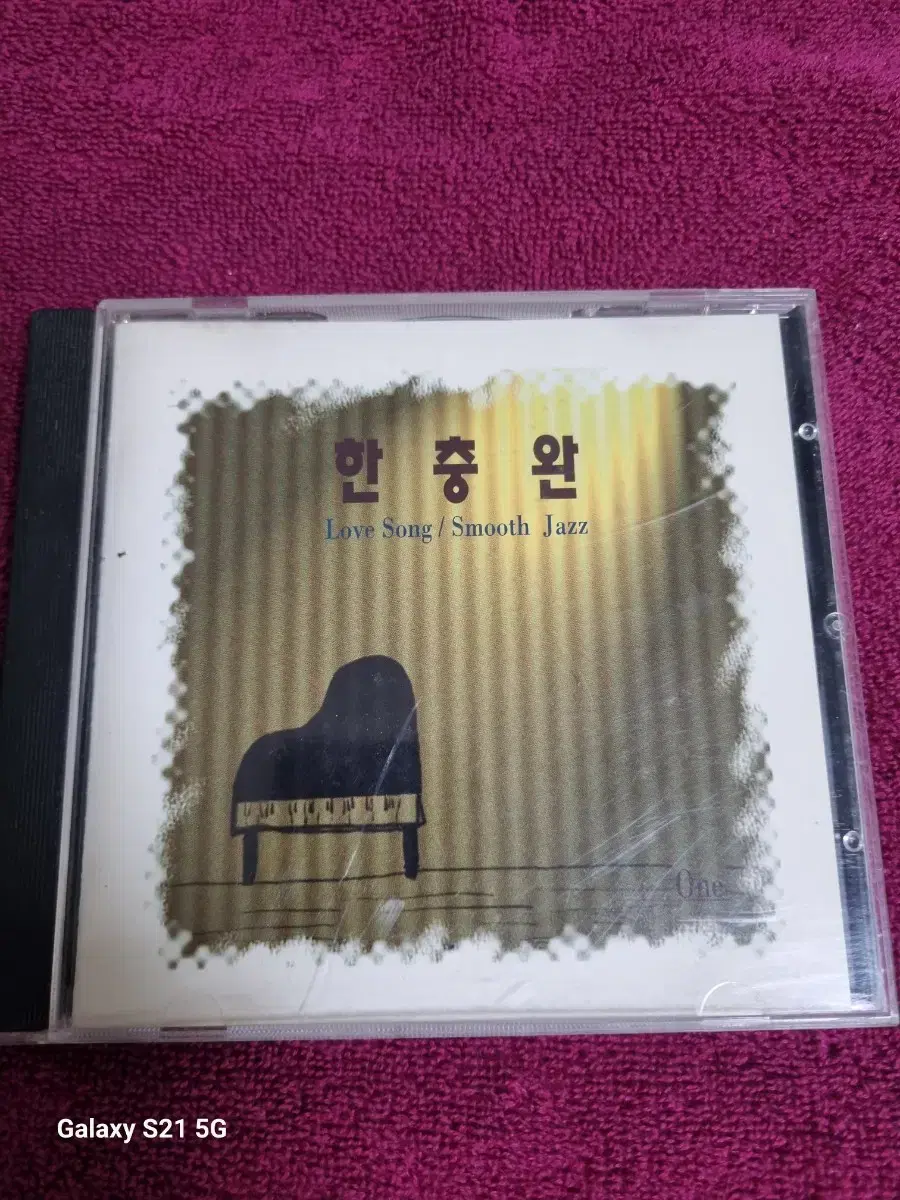 한 충 완
Love Song / Smooth Jazz
One
Galaxy S21 5G